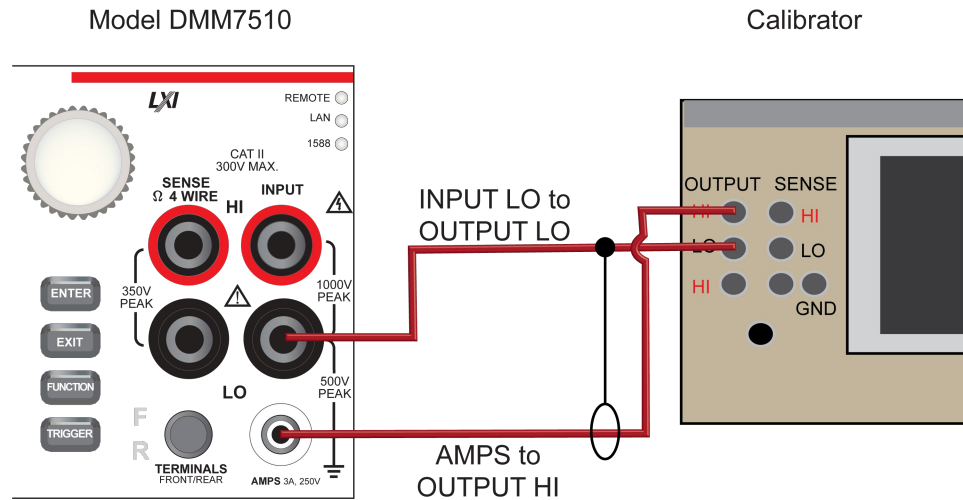 Model DMM7510
Calibrator
LXI
REMOTE
LAN
1588
CAT II
300V MAX.
SENSE
Ω 4 WIRE
HI
INPUT
350V
PEAK
1000V
PEAK
500V
PEAK
LO
ENTER
EXIT
FUNCTION
TRIGGER
F
R
TERMINALS
FRONT/REAR
AMPS 3A, 250V
INPUT LO to
OUTPUT LO
AMPS to
OUTPUT HI
OUTPUT SENSE
HI
HI
LO
LO
HI
GND